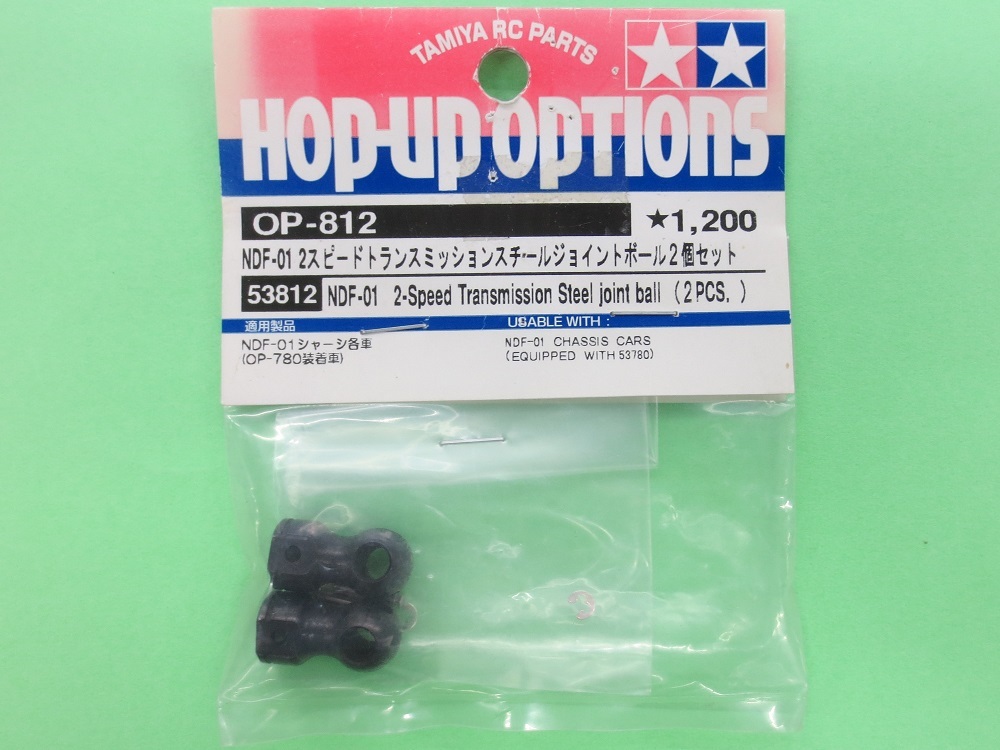 TAMIYA RC PARTS
HOP-UP OPTIONS
OP-812 ★1,200
NDF-01 2スピードトランスミッションスチールジョイントボール2個セット
53812 NDF-01 2-Speed Transmission Steel joint ball (2PCS.)
適用製品
NDF-01シャーシ各車
(OP-780装着車)
USABLE WITH :
NDF-01 CHASSIS CARS
(EQUIPPED WITH 53780)